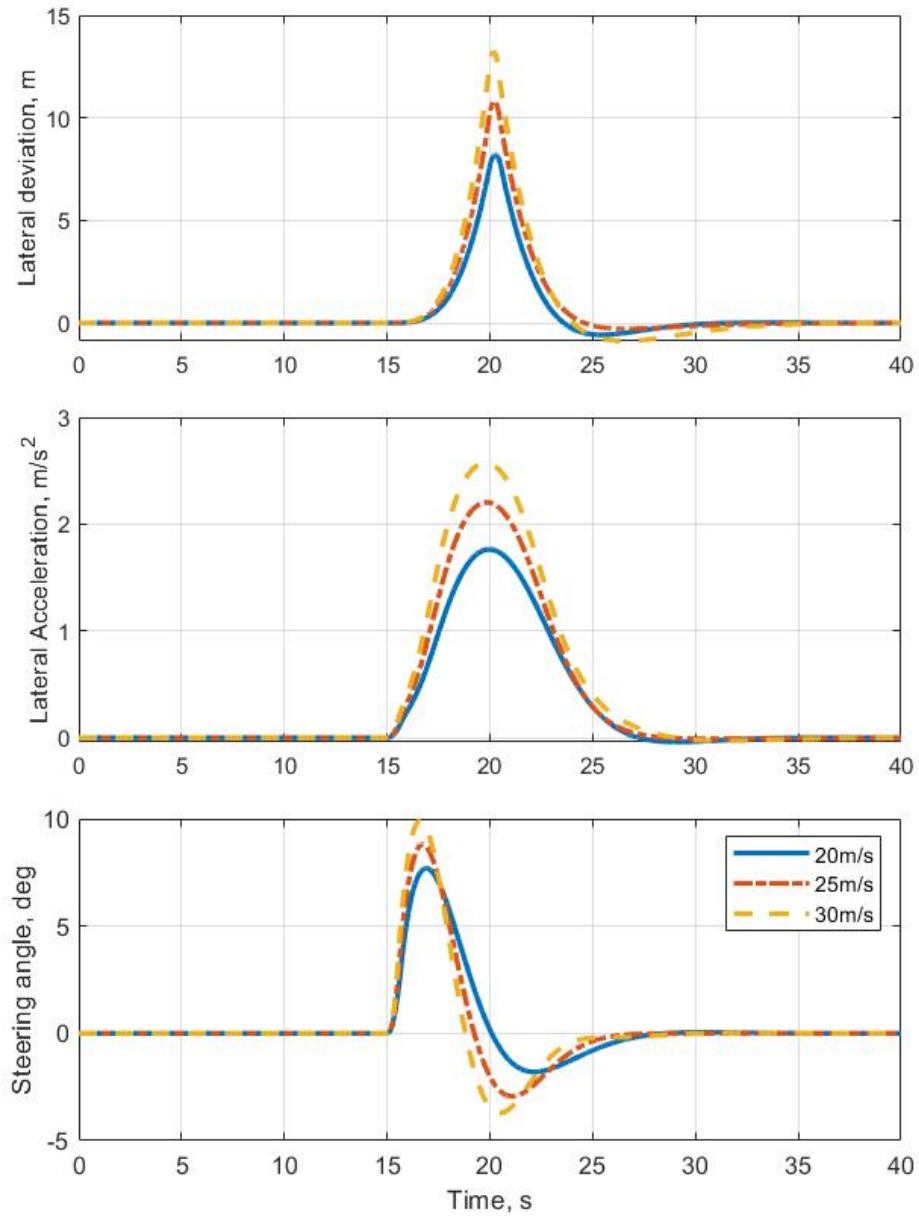 15
10
5
0
Lateral deviation, m
0 5 10 15 20 25 30 35 40
3
2
1
0
Lateral Acceleration, m/s²
0 5 10 15 20 25 30 35 40
10
5
0
-5
Steering angle, deg
20m/s
25m/s
30m/s
0 5 10 15 20 25 30 35 40
Time, s